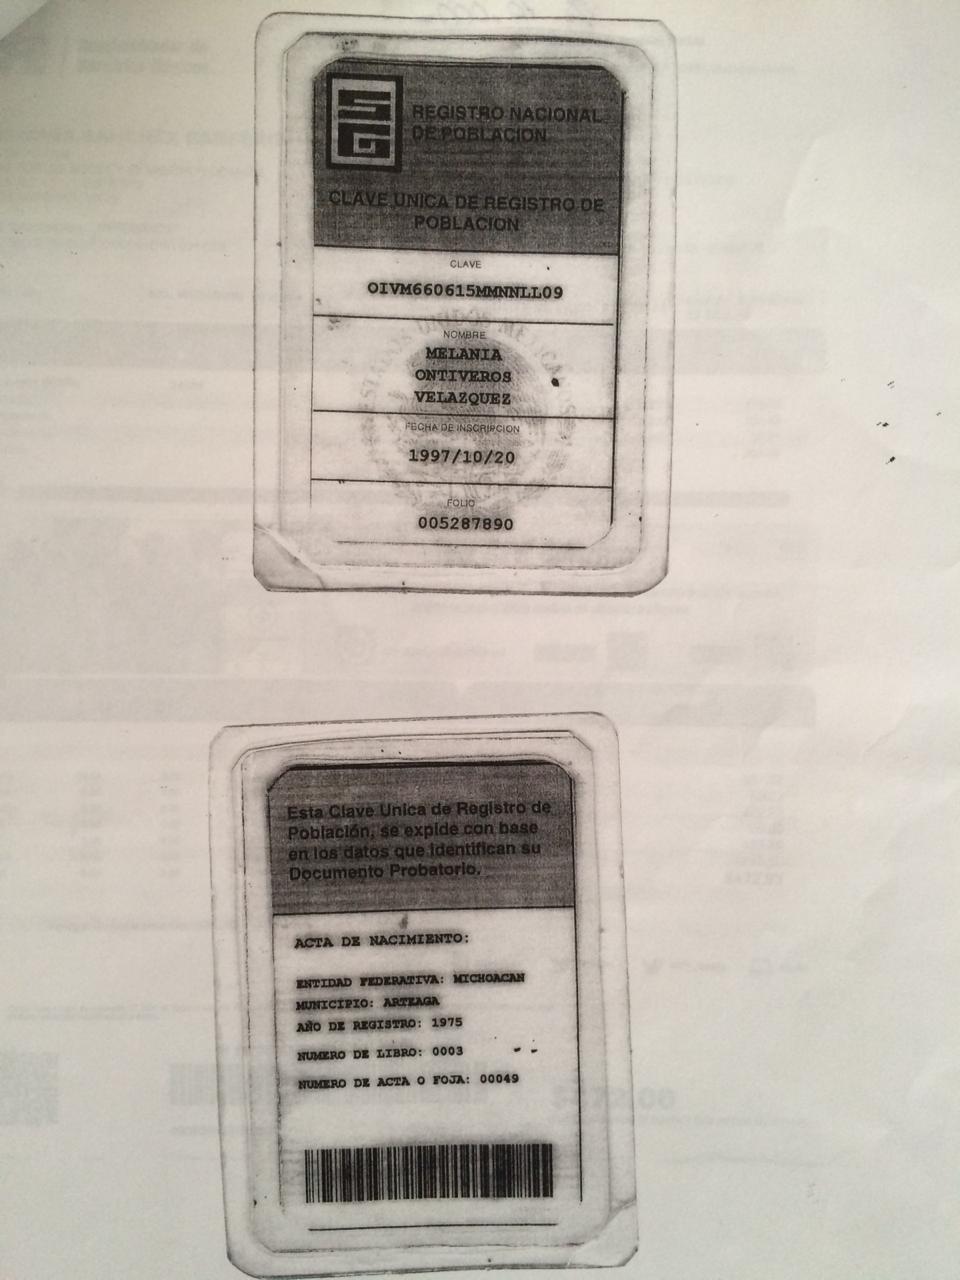 SG
REGISTRO NACIONAL
DE POBLACION
CLAVE UNICA DE REGISTRO DE
POBLACION
CLAVE
OIVM660615MMNNLL09
NOMBRE
MELANIA
ONTIVEROS
VELAZQUEZ
FECHA DE INSCRIPCION
1997/10/20
FOLIO
005287890
Esta Clave Unica de Registro de
Población, se expide con base
en los datos que identifican su
Documento Probatorio.
ACTA DE NACIMIENTO:
ENTIDAD FEDERATIVA: MICHOACAN
MUNICIPIO: ARTEAGA
AÑO DE REGISTRO: 1975
NUMERO DE LIBRO: 0003
NUMERO DE ACTA O FOJA: 00049